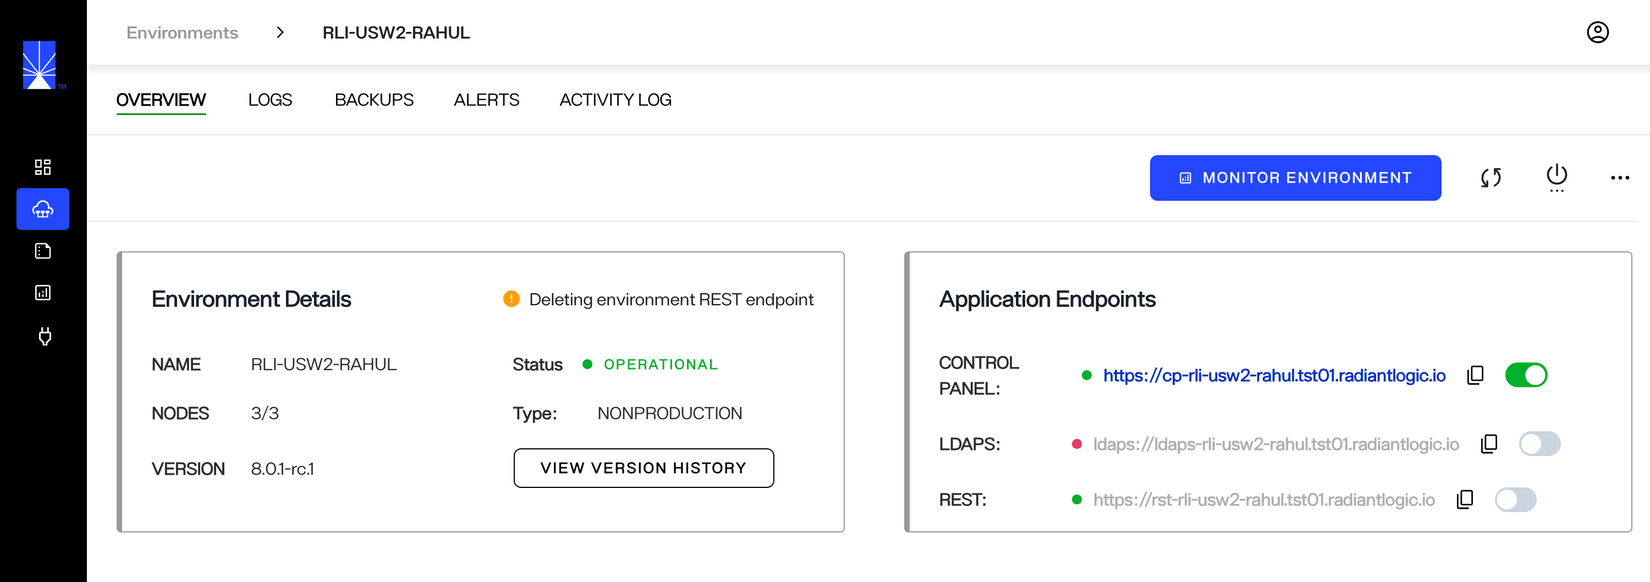 Environments > RLI-USW2-RAHUL
TM
OVERVIEW LOGS BACKUPS ALERTS ACTIVITY LOG
MONITOR ENVIRONMENT
Environment Details
Deleting environment REST endpoint
NAME RLI-USW2-RAHUL
Status OPERATIONAL
NODES 3/3
Type: NONPRODUCTION
VERSION 8.0.1-rc.1
VIEW VERSION HISTORY
Application Endpoints
CONTROL
PANEL:
https://cp-rli-usw2-rahul.tst01.radiantlogic.io
LDAPS: ldaps://ldaps-rli-usw2-rahul.tst01.radiantlogic.io
REST: https://rst-rli-usw2-rahul.tst01.radiantlogic.io